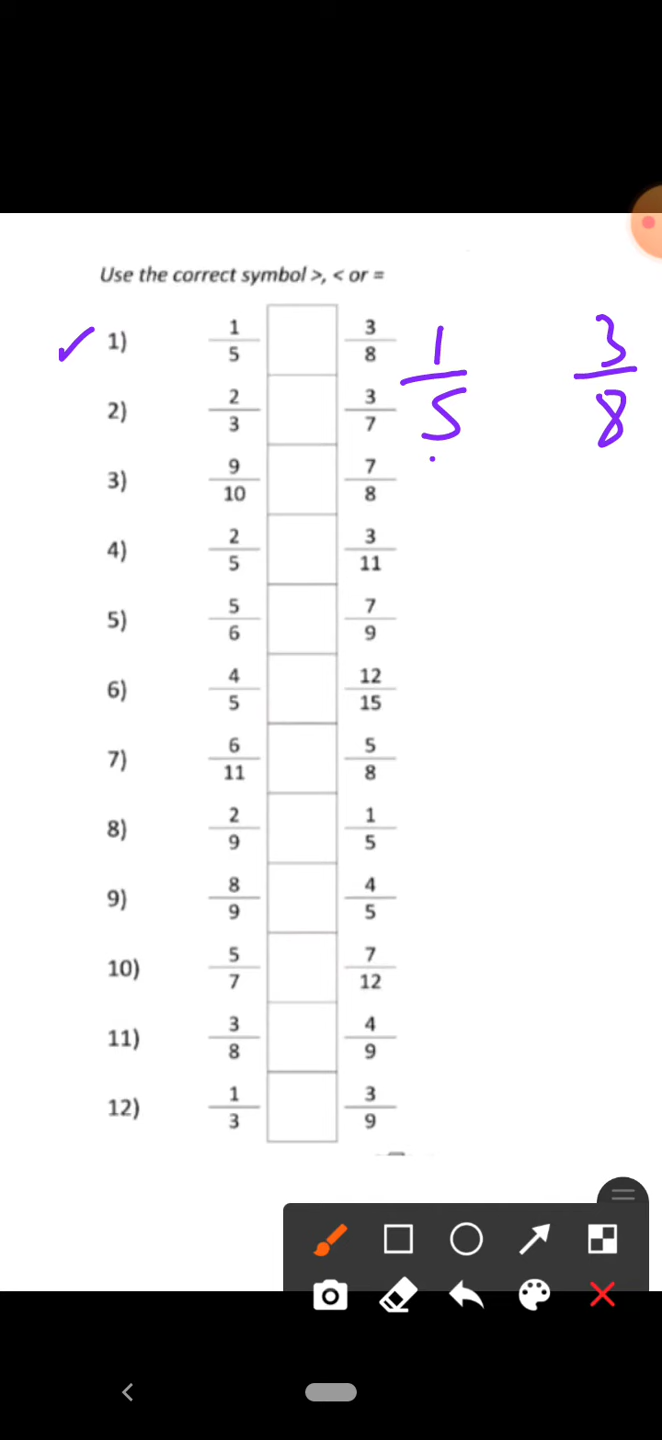 Use the correct symbol >, < or =
1) 1/5 3/8
2) 2/3 3/7
3) 9/10 7/8
4) 2/5 3/11
5) 5/6 7/9
6) 4/5 12/15
7) 6/11 5/8
8) 2/9 1/5
9) 8/9 4/5
10) 5/7 7/12
11) 3/8 4/9
12) 1/3 3/9
1/5 3/8